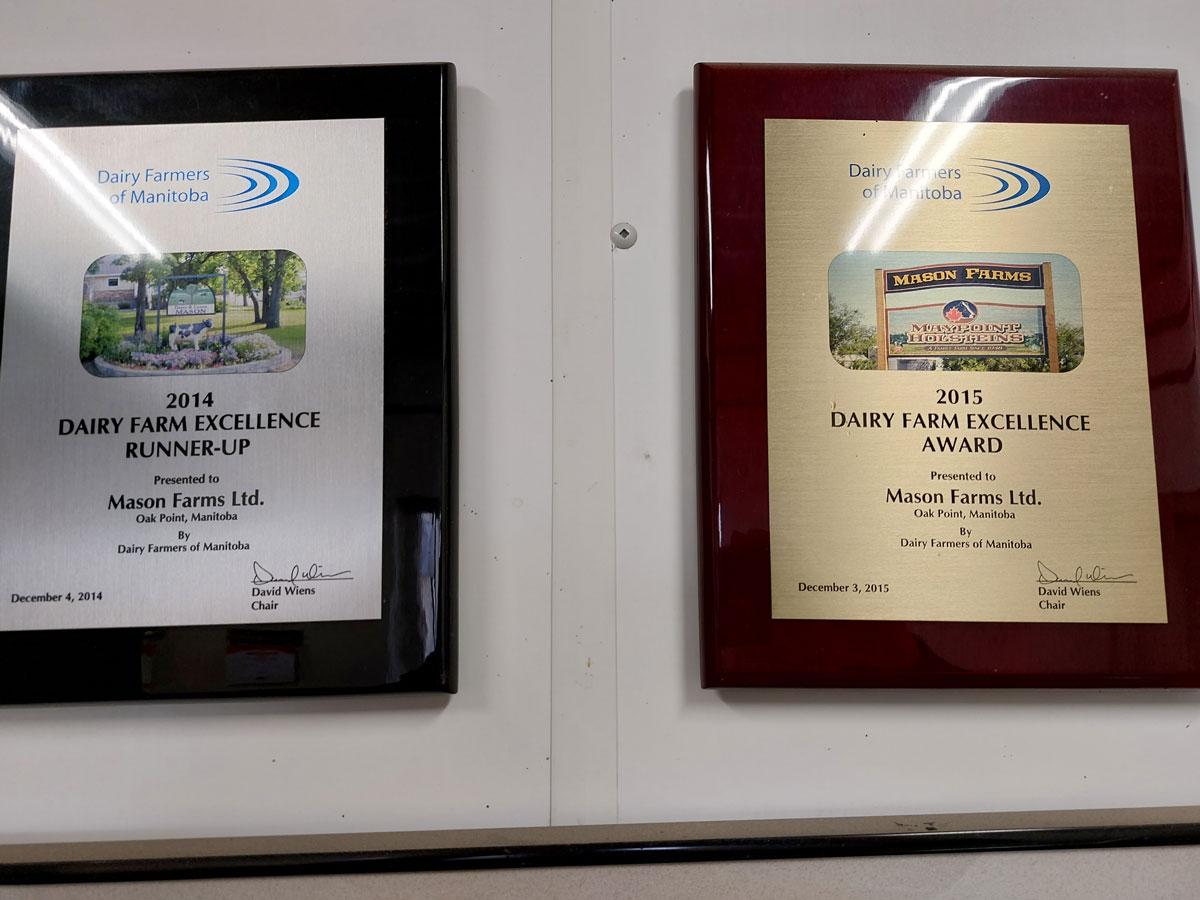 Dairy Farmers
of Manitoba
MASON
2014
DAIRY FARM EXCELLENCE
RUNNER-UP
Presented to
Mason Farms Ltd.
Oak Point, Manitoba
By
Dairy Farmers of Manitoba
December 4, 2014
David Wiens
Chair
Dairy Farmers
of Manitoba
MASON FARMS
MAYPOINT
HOLSTEINS
2015
DAIRY FARM EXCELLENCE
AWARD
Presented to
Mason Farms Ltd.
Oak Point, Manitoba
By
Dairy Farmers of Manitoba
December 3, 2015
David Wiens
Chair